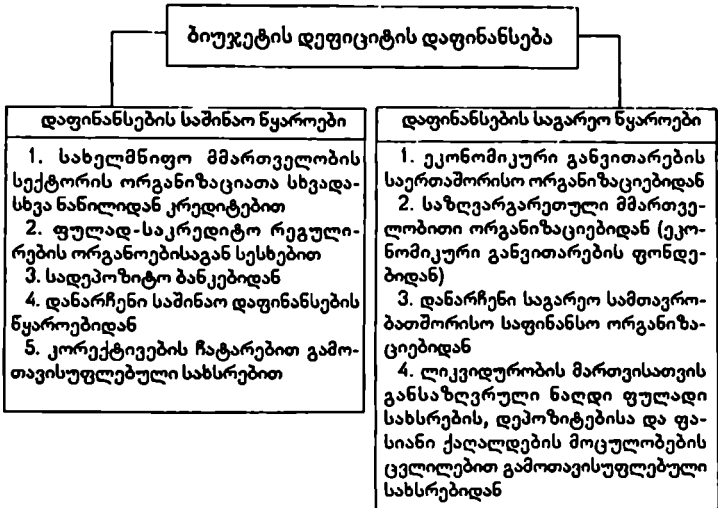 ბიუჯეტის დეფიციტის დაფინანსება
დაფინანსების საშინაო წყაროები
1. სახელმწიფო მმართველობის
სექტორის ორგანიზაციათა სხვადა-
სხვა ნაწილიდან კრედიტებით
2. ფულად-საკრედიტო რეგული-
რების ორგანოებისაგან სესხებით
3. სადეპოზიტო ბანკებიდან
4. დანარჩენი საშინაო დაფინანსების
წყაროებიდან
5. კორექტივების ჩატარებით გამო-
თავისუფლებული სახსრებით
დაფინანსების საგარეო წყაროები
1. ეკონომიკური განვითარების
საერთაშორისო ორგანიზაციებიდან
2. საზღვარგარეთული მმართვე-
ლობითი ორგანიზაციებიდან (ეკო-
ნომიკური განვითარების ფონდე-
ბიდან)
3. დანარჩენი საგარეო სამთავრო-
ბათშორისო საფინანსო ორგანიზა-
ციებიდან
4. ლიკვიდურობის მართვისათვის
განსაზღვრული ნაღდი ფულადი
სახსრების, დეპოზიტებისა და ფა-
სიანი ქაღალდების მოცულობების
ცვლილებით გამოთავისუფლებული
სახსრებიდან